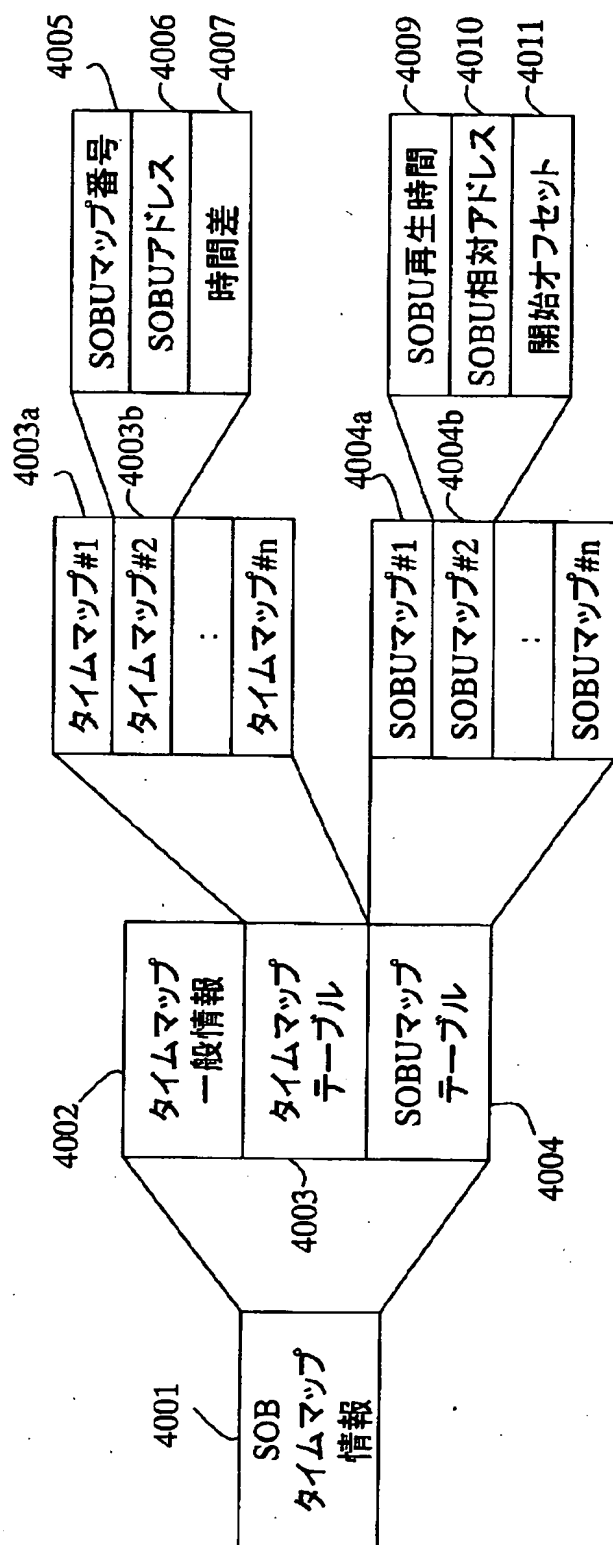 4001
SOB
タイムマップ
情報
4002
タイムマップ
一般情報
タイムマップ
テーブル
4003
SOBUマップ
テーブル
4004
4003a
タイムマップ#1
4003b
タイムマップ#2
:
タイムマップ#n
4004a
SOBUマップ#1
4004b
SOBUマップ#2
:
SOBUマップ#n
4005
SOBUマップ番号
4006
SOBUアドレス
4007
時間差
4009
SOBU再生時間
4010
SOBU相対アドレス
4011
開始オフセット